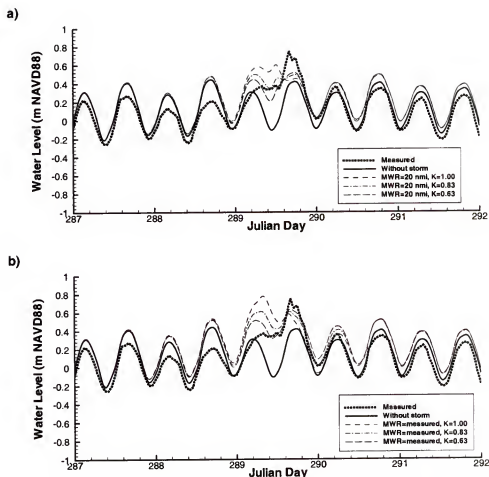 a)
Water Level (m NAVD88)
1
0.8
0.6
0.4
0.2
0
-0.2
-0.4
-0.6
-0.8
-1
287
288
289
290
291
292
Julian Day
Measured
Without storm
MWR=20 nmi, K=1.00
MWR=20 nmi, K=0.83
MWR=20 nmi, K=0.63
b)
Water Level (m NAVD88)
1
0.8
0.6
0.4
0.2
0
-0.2
-0.4
-0.6
-0.8
-1
287
288
289
290
291
292
Julian Day
Measured
Without storm
MWR=measured, K=1.00
MWR=measured, K=0.83
MWR=measured, K=0.63